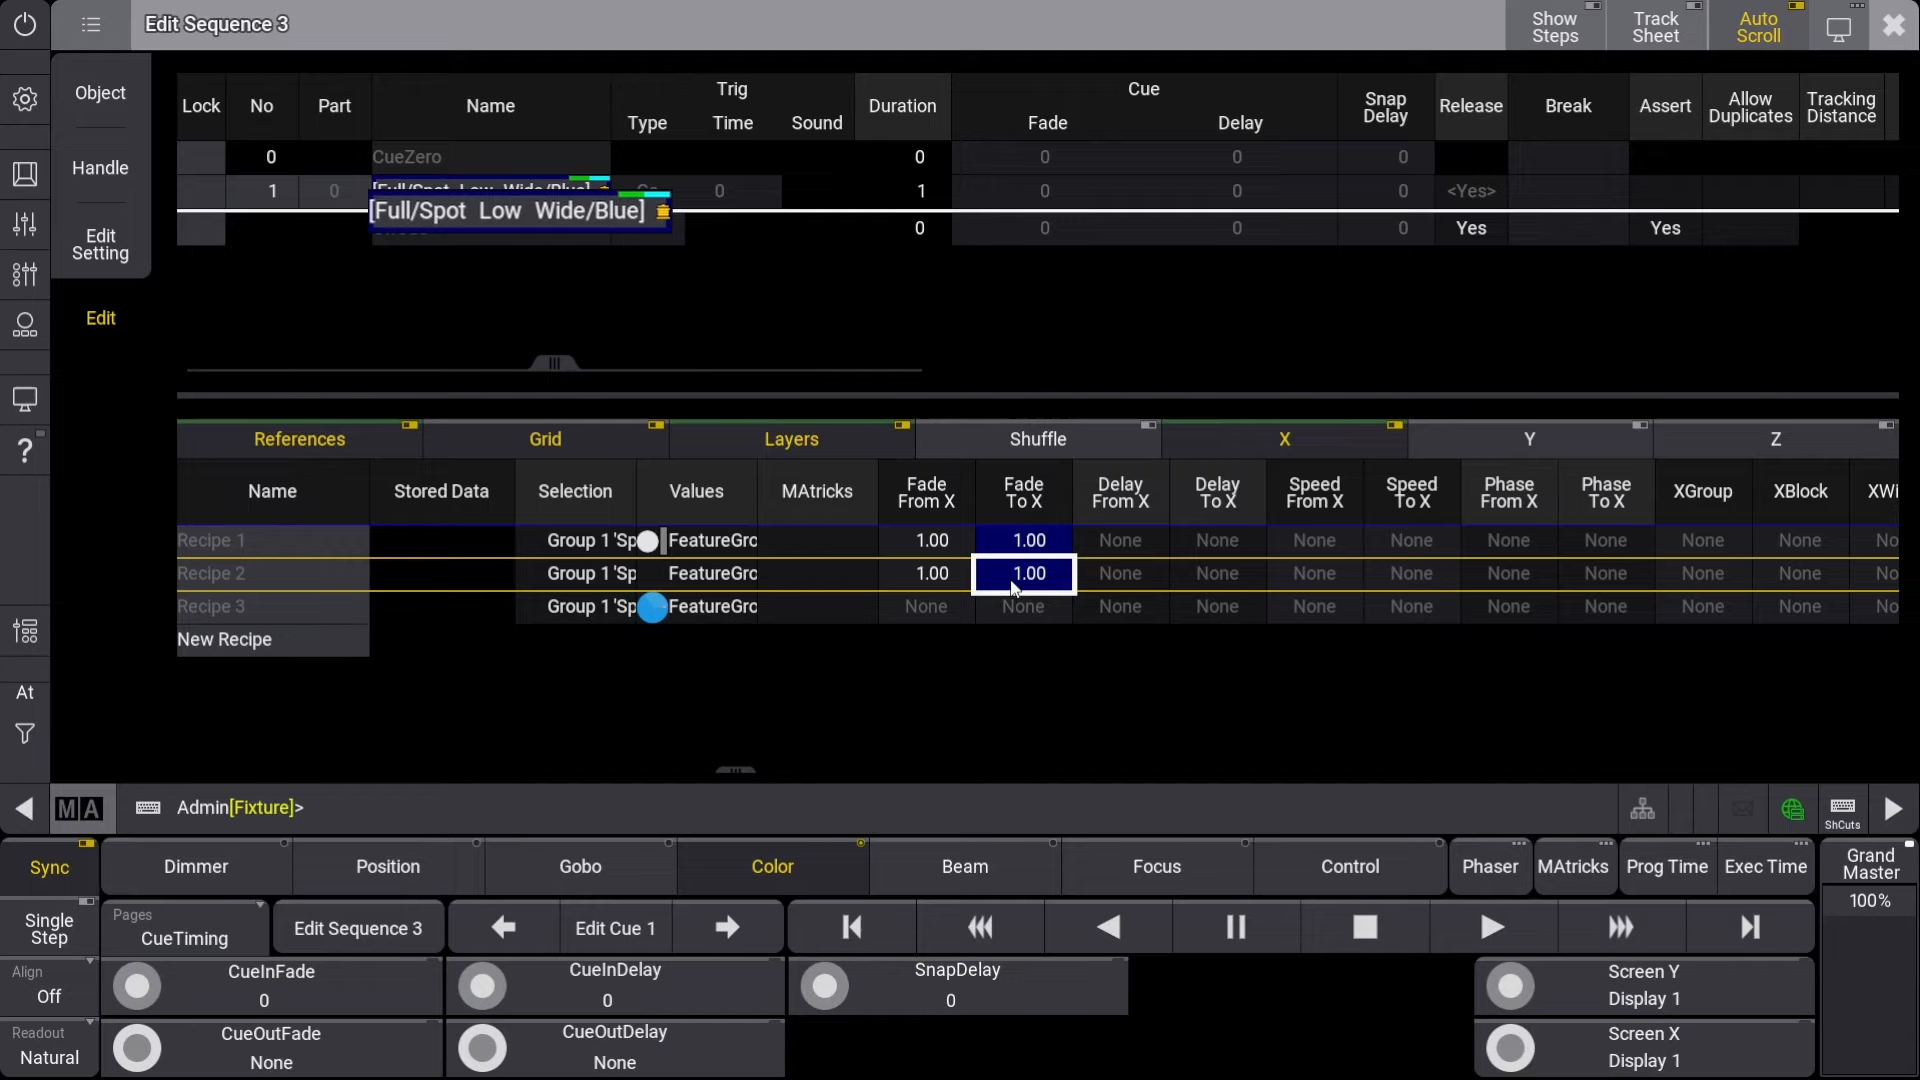 Edit Sequence 3
Show Steps
Track Sheet
Auto Scroll
Object
Handle
Edit Setting
Edit
Lock No Part Name Trig Type Time Sound Duration Cue Fade Delay Snap Delay Release Break Assert Allow Duplicates Tracking Distance
0 CueZero 0 0 0 0
1 0 [Full/Spot Low Wide/Blue] Go 0 1 0 0 0 <Yes>
[Full/Spot Low Wide/Blue]
0 0 0 0 Yes Yes
References Grid Layers Shuffle X Y Z
Name Stored Data Selection Values MAtricks Fade From X Fade To X Delay From X Delay To X Speed From X Speed To X Phase From X Phase To X XGroup XBlock XWi
Recipe 1 Group 1 'Sp FeatureGro 1.00 1.00 None None None None None None None None No
Recipe 2 Group 1 'Sp FeatureGro 1.00 1.00 None None None None None None None None No
Recipe 3 Group 1 'Sp FeatureGro None None None None None None None None None None No
New Recipe
?
At
MA Admin[Fixture]> ShCuts
Sync Dimmer Position Gobo Color Beam Focus Control Phaser MAtricks Prog Time Exec Time Grand Master
100%
Single Step
Pages
CueTiming
Edit Sequence 3
Edit Cue 1
Align
Off
CueInFade
0
CueInDelay
0
SnapDelay
0
Screen Y
Display 1
Readout
Natural
CueOutFade
None
CueOutDelay
None
Screen X
Display 1